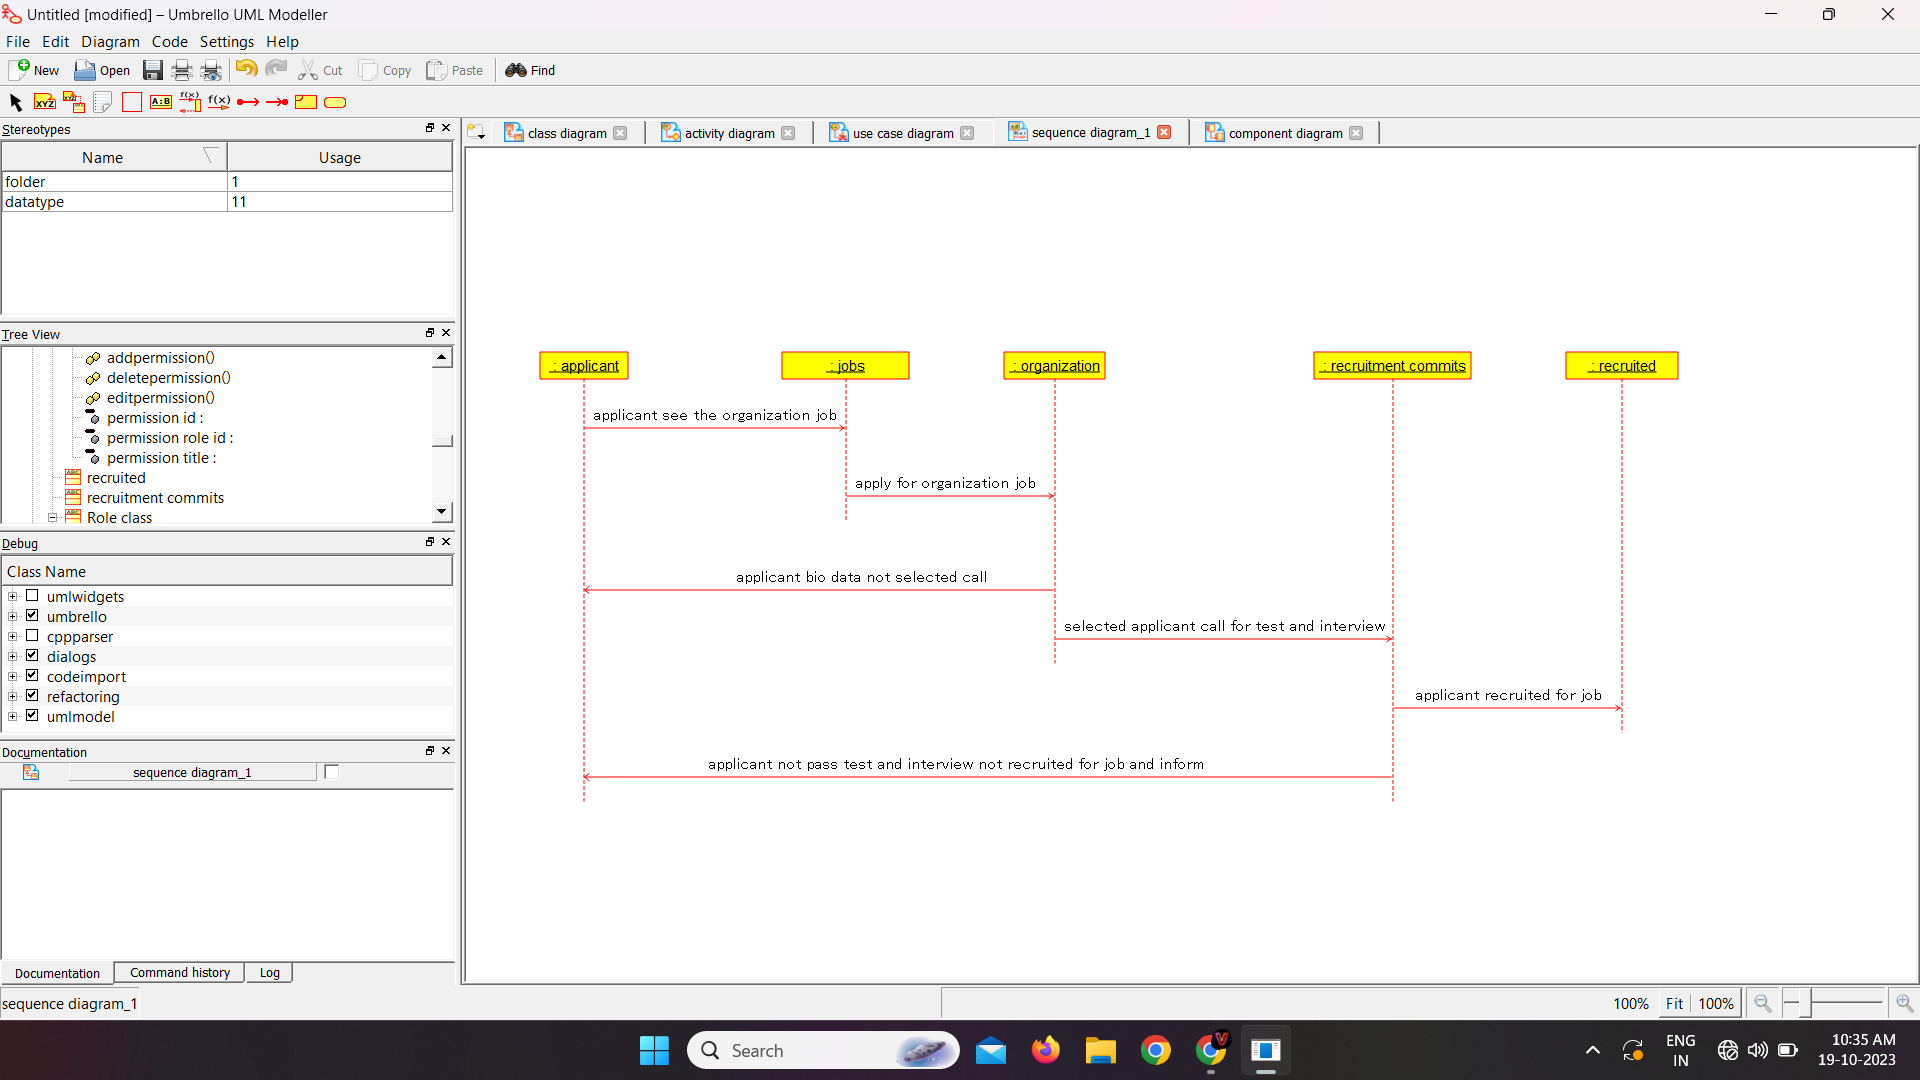 Untitled [modified] – Umbrello UML Modeller
File Edit Diagram Code Settings Help
New Open Cut Copy Paste Find
XYZ XYZ A:B f(x) f(x)
Stereotypes
Name Usage
folder 1
datatype 11
Tree View
addpermission()
deletepermission()
editpermission()
permission id :
permission role id :
permission title :
recruited
recruitment commits
Role class
Debug
Class Name
umlwidgets
umbrello
cppparser
dialogs
codeimport
refactoring
umlmodel
Documentation
sequence diagram_1
Documentation Command history Log
class diagram activity diagram use case diagram sequence diagram_1 component diagram
: applicant : jobs : organization : recruitment commits : recruited
applicant see the organization job
apply for organization job
applicant bio data not selected call
selected applicant call for test and interview
applicant recruited for job
applicant not pass test and interview not recruited for job and inform
sequence diagram_1 100% Fit 100%
Search
ENG
IN
10:35 AM
19-10-2023